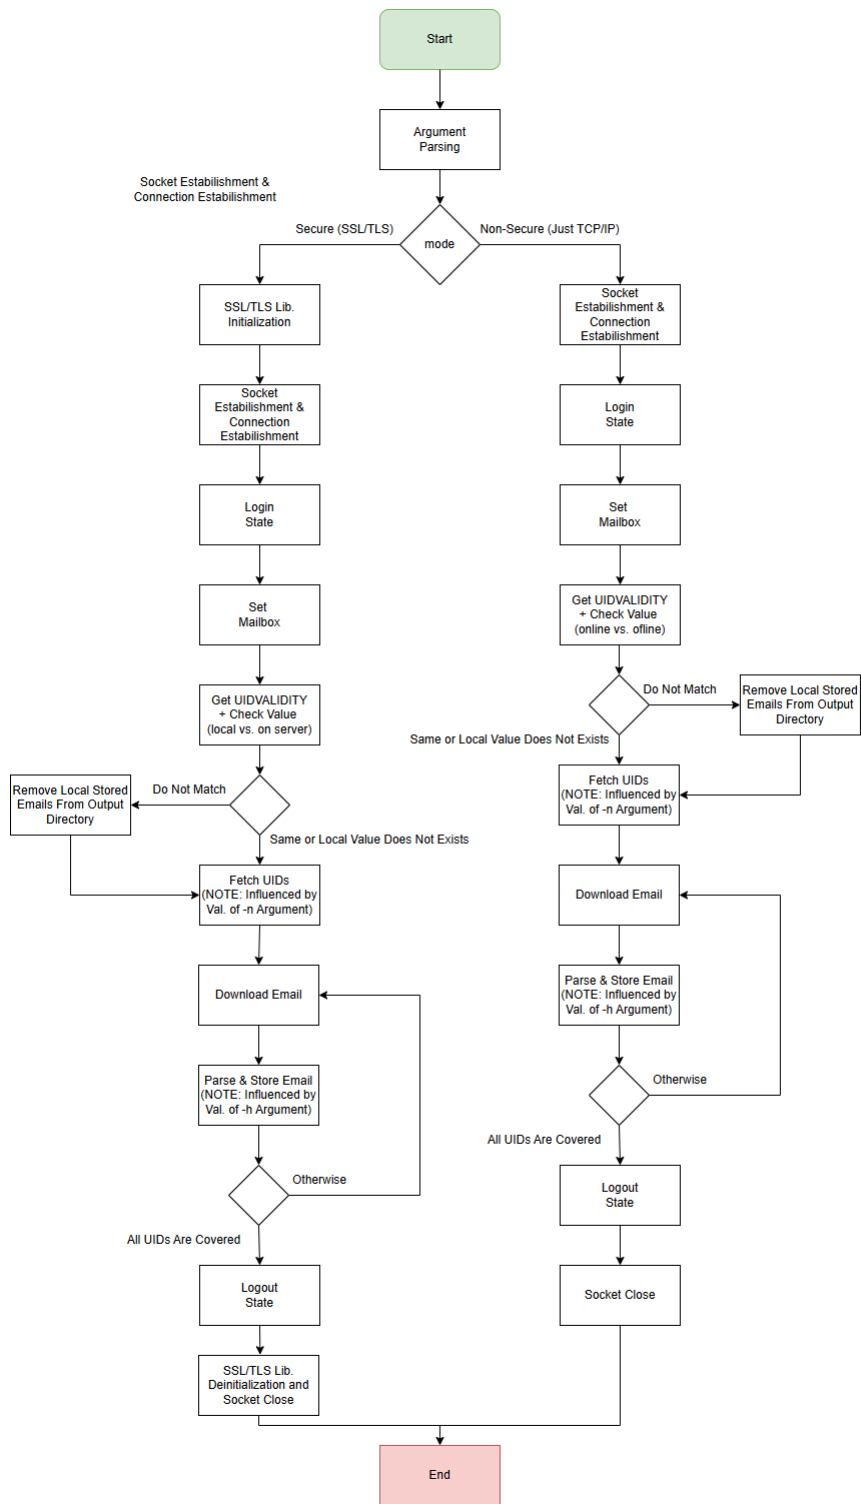 Start
Argument
Parsing
Socket Estabilishment &
Connection Estabilishment
mode
Secure (SSL/TLS)
Non-Secure (Just TCP/IP)
SSL/TLS Lib.
Initialization
Socket
Estabilishment &
Connection
Estabilishment
Login
State
Set
Mailbox
Get UIDVALIDITY
+ Check Value
(local vs. on server)
Do Not Match
Remove Local Stored
Emails From Output
Directory
Same or Local Value Does Not Exists
Fetch UIDs
(NOTE: Influenced by
Val. of -n Argument)
Download Email
Parse & Store Email
(NOTE: Influenced by
Val. of -h Argument)
Otherwise
All UIDs Are Covered
Logout
State
SSL/TLS Lib.
Deinitialization and
Socket Close
Socket
Estabilishment &
Connection
Estabilishment
Login
State
Set
Mailbox
Get UIDVALIDITY
+ Check Value
(online vs. ofline)
Do Not Match
Remove Local Stored
Emails From Output
Directory
Same or Local Value Does Not Exists
Fetch UIDs
(NOTE: Influenced by
Val. of -n Argument)
Download Email
Parse & Store Email
(NOTE: Influenced by
Val. of -h Argument)
Otherwise
All UIDs Are Covered
Logout
State
Socket Close
End